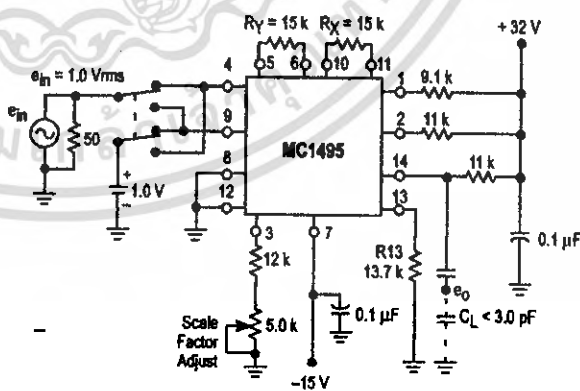 RY = 15 k RX = 15 k
+ 32 V
ein = 1.0 Vrms
4 5 6 10 11
1 9.1 k
ein 50
9
MC1495
2 11 k
8
14 11 k
+
1.0 V
−
12
13
3 7
12 k
R13
13.7 k
0.1 µF
eo
Scale
Factor
Adjust
5.0 k
0.1 µF
CL < 3.0 pF
−15 V